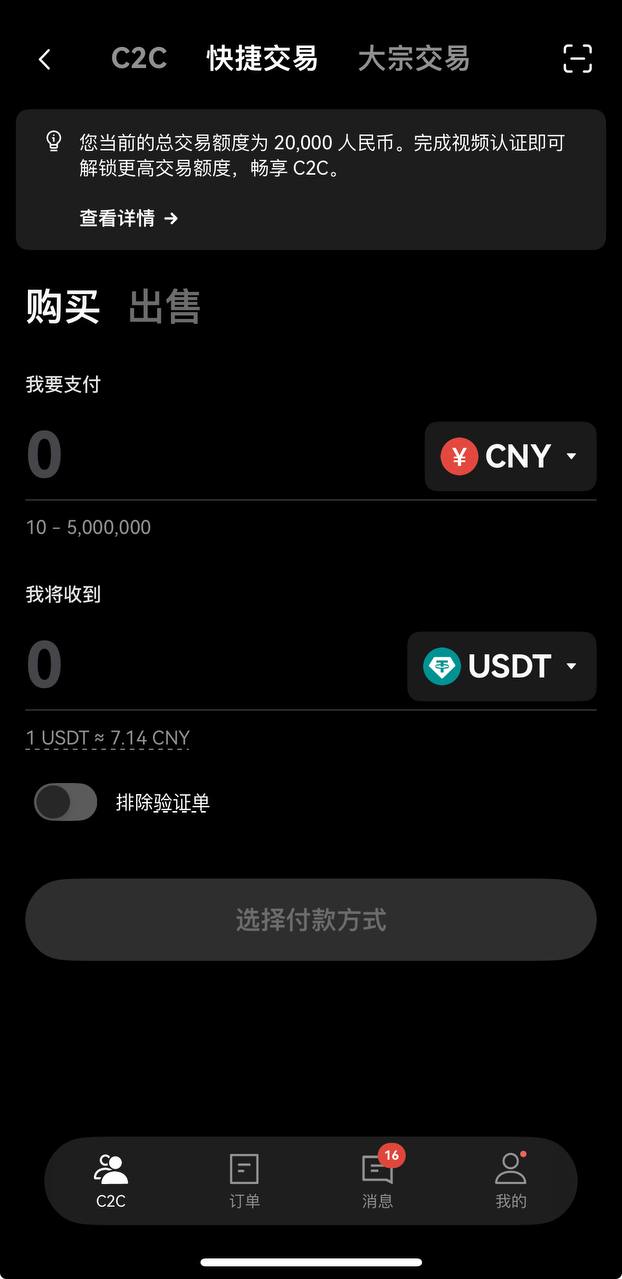 C2C 快捷交易 大宗交易
您当前的总交易额度为 20,000 人民币。完成视频认证即可
解锁更高交易额度，畅享 C2C。
查看详情 →
购买 出售
我要支付
0 ¥ CNY
10 – 5,000,000
我将收到
0 USDT
1 USDT ≈ 7.14 CNY
排除验证单
选择付款方式
16
C2C 订单 消息 我的